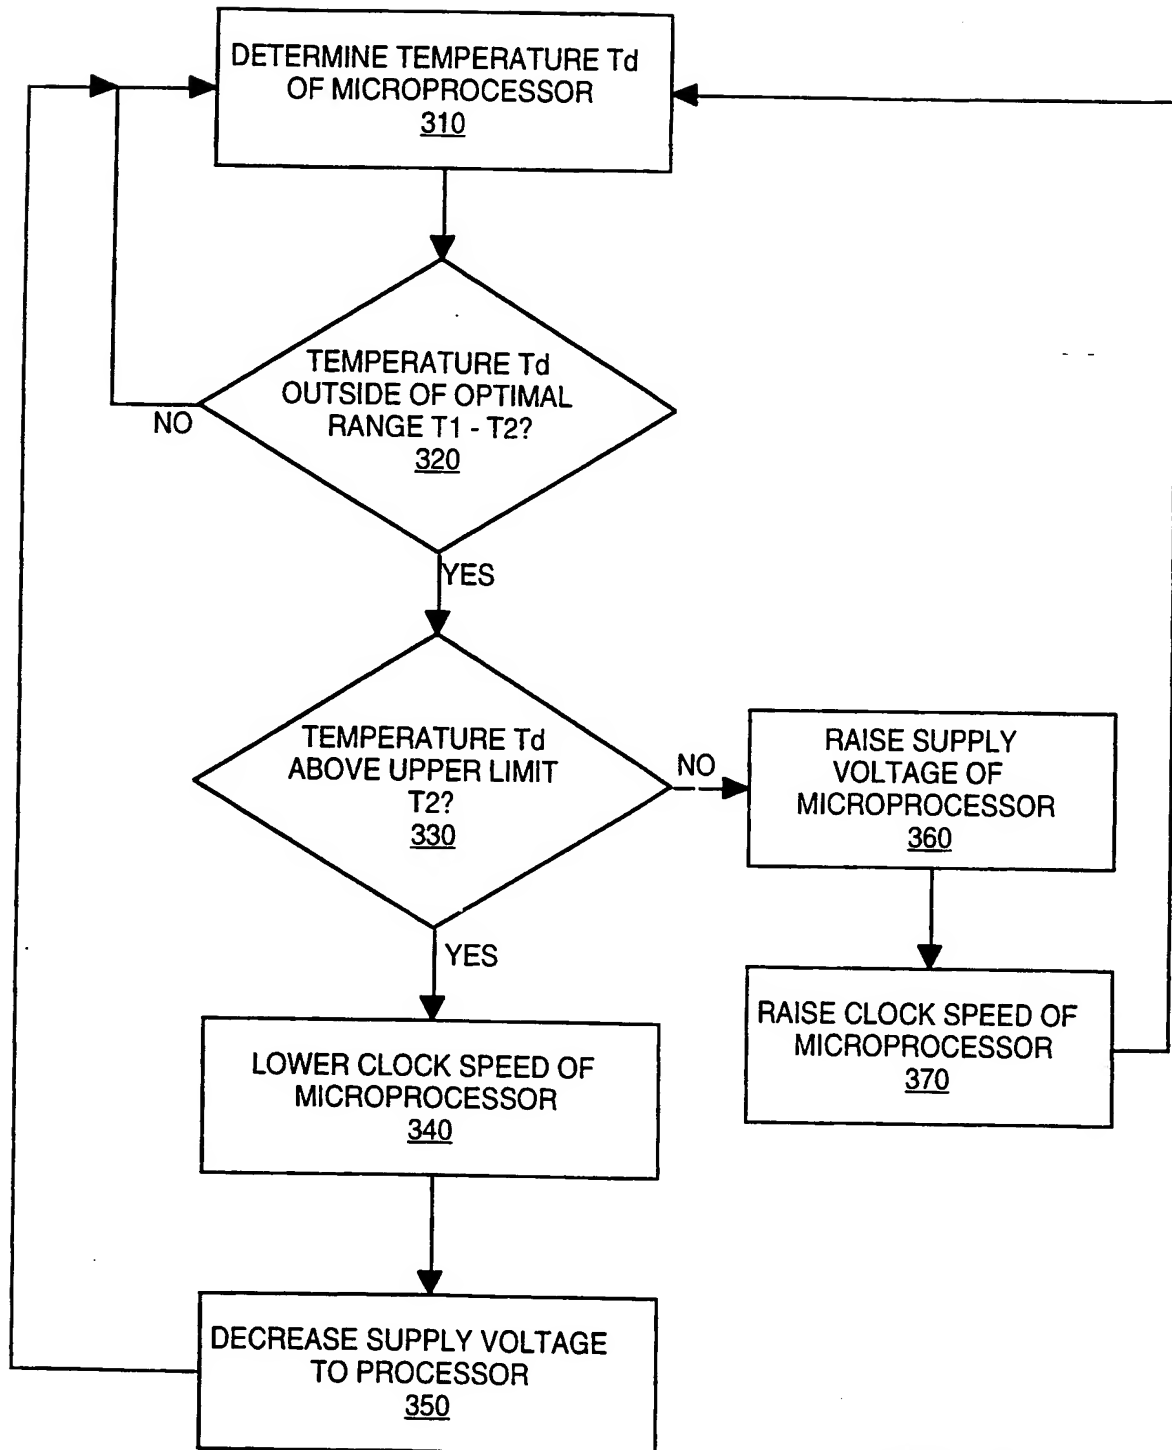 DETERMINE TEMPERATURE Td
OF MICROPROCESSOR
310
TEMPERATURE Td
OUTSIDE OF OPTIMAL
RANGE T1 - T2?
320
NO
YES
TEMPERATURE Td
ABOVE UPPER LIMIT
T2?
330
NO
RAISE SUPPLY
VOLTAGE OF
MICROPROCESSOR
360
YES
RAISE CLOCK SPEED OF
MICROPROCESSOR
370
LOWER CLOCK SPEED OF
MICROPROCESSOR
340
DECREASE SUPPLY VOLTAGE
TO PROCESSOR
350